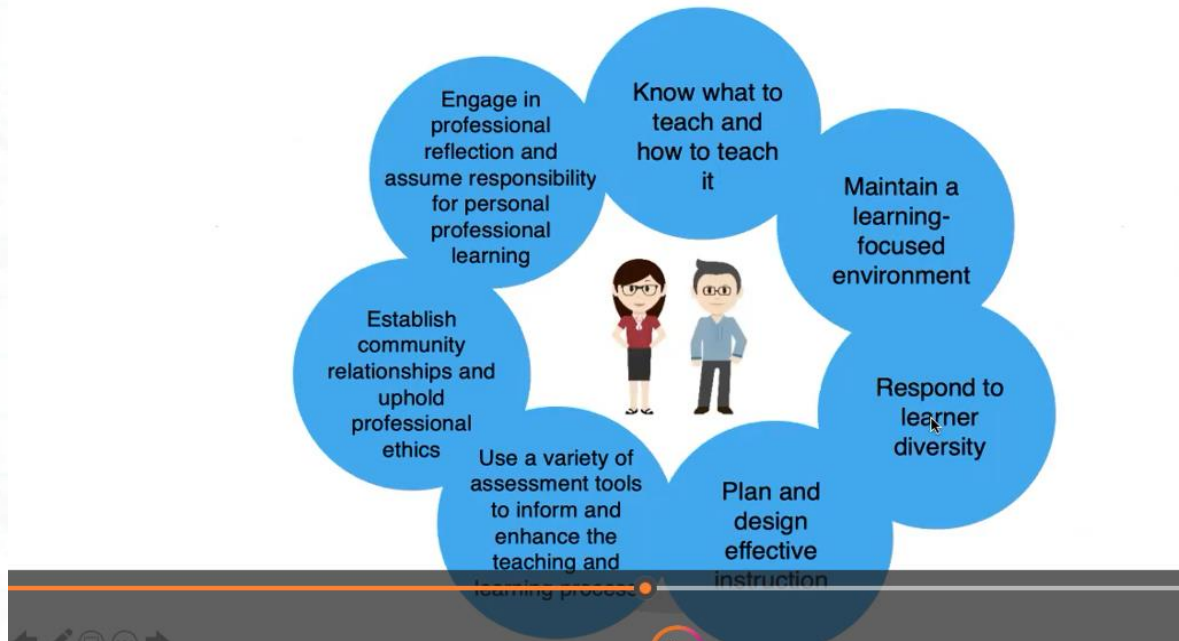 Know what to
teach and
how to teach
it
Maintain a
learning-
focused
environment
Respond to
learner
diversity
Plan and
design
effective
instruction
Use a variety of
assessment tools
to inform and
enhance the
teaching and
learning process
Establish
community
relationships and
uphold
professional
ethics
Engage in
professional
reflection and
assume responsibility
for personal
professional
learning